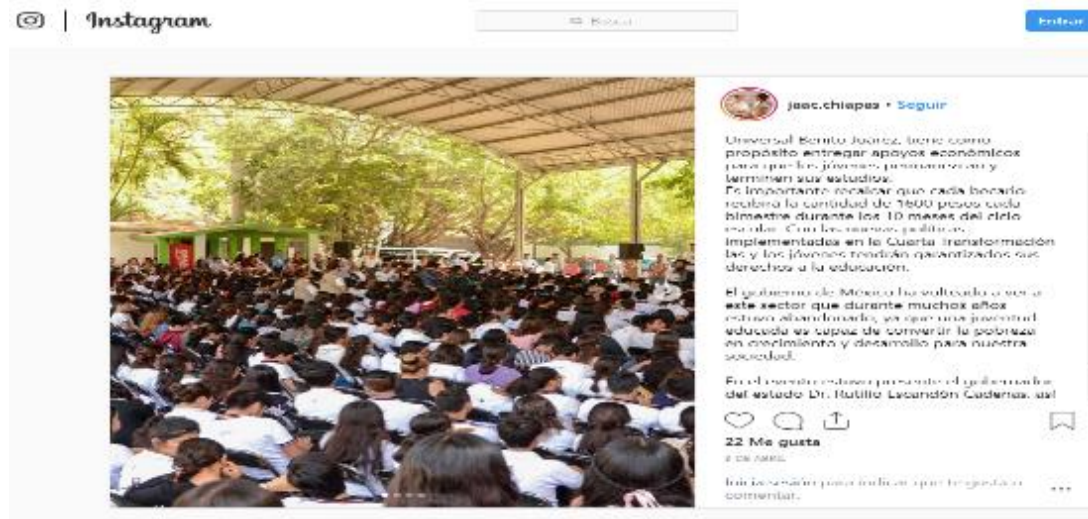 Instagram
Busca
Entrar
jaac.chiapas • Seguir
Universal Benito Juárez, tiene como
propósito entregar apoyos económicos
para que los jóvenes permanezcan y
terminen sus estudios.
Es importante recalcar que cada becario
recibirá la cantidad de 1600 pesos cada
bimestre durante los 10 meses del ciclo
escolar. Con las nuevas políticas
implementadas en la Cuarta Transformación
las y los jóvenes tendrán garantizados sus
derechos a la educación.
El gobierno de México ha volteado a ver a
este sector que durante muchos años
estuvo abandonado, ya que una juventud
educada es capaz de convertir la pobreza
en crecimiento y desarrollo para nuestra
sociedad.
En el evento estuvo presente el gobernador
del estado Dr. Rutilio Escandón Cadenas, así
22 Me gusta
DE ABRIL
Inicia sesión para indicar que te gusta o
comentar.